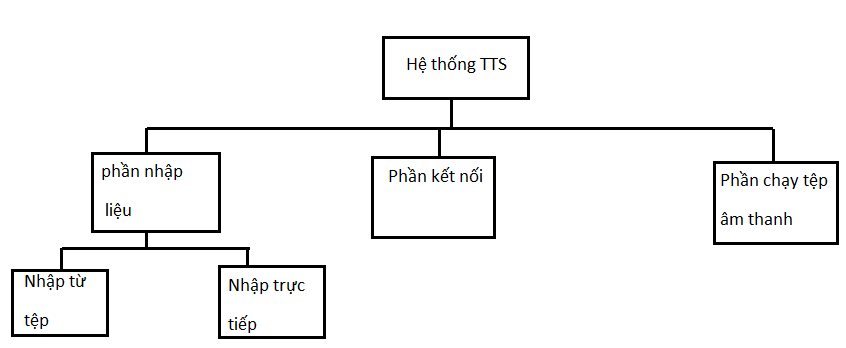 Hệ thống TTS
phần nhập
liệu
Phần kết nối
Phần chạy tệp
âm thanh
Nhập từ
tệp
Nhập trực
tiếp